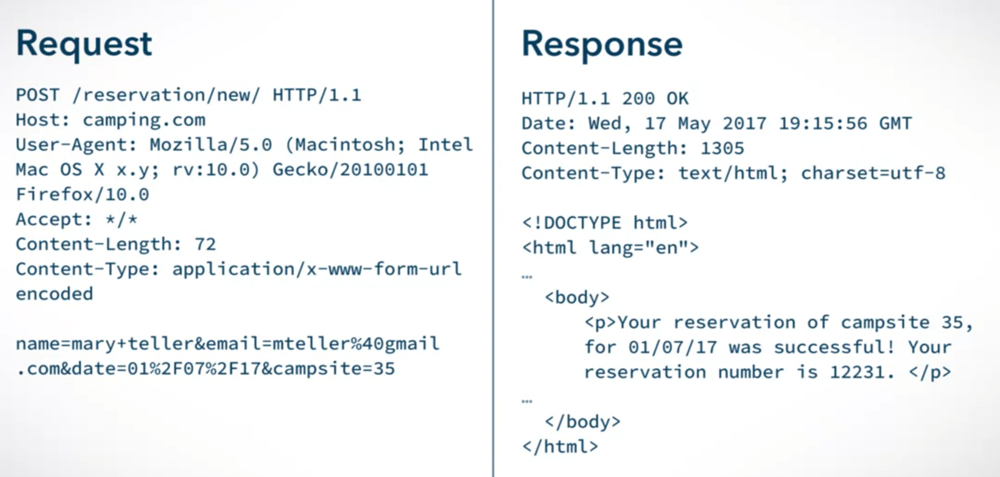 Request
POST /reservation/new/ HTTP/1.1
Host: camping.com
User-Agent: Mozilla/5.0 (Macintosh; Intel
Mac OS X x.y; rv:10.0) Gecko/20100101
Firefox/10.0
Accept: */*
Content-Length: 72
Content-Type: application/x-www-form-url
encoded
name=mary+teller&email=mteller%40gmail
.com&date=01%2F07%2F17&campsite=35
Response
HTTP/1.1 200 OK
Date: Wed, 17 May 2017 19:15:56 GMT
Content-Length: 1305
Content-Type: text/html; charset=utf-8
<!DOCTYPE html>
<html lang="en">
…
<body>
<p>Your reservation of campsite 35,
for 01/07/17 was successful! Your
reservation number is 12231. </p>
…
</body>
</html>